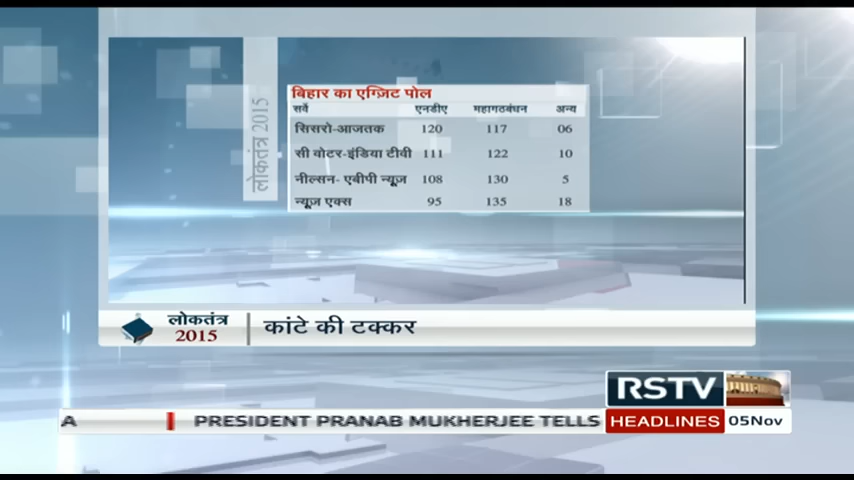 लोकतंत्र 2015
बिहार का एग्ज़िट पोल
सर्वे एनडीए महागठबंधन अन्य
सिसरो-आजतक 120 117 06
सी वोटर-इंडिया टीवी 111 122 10
नील्सन- एबीपी न्यूज़ 108 130 5
न्यूज़ एक्स 95 135 18
लोकतंत्र
2015
कांटे की टक्कर
RSTV
A PRESIDENT PRANAB MUKHERJEE TELLS HEADLINES 05Nov